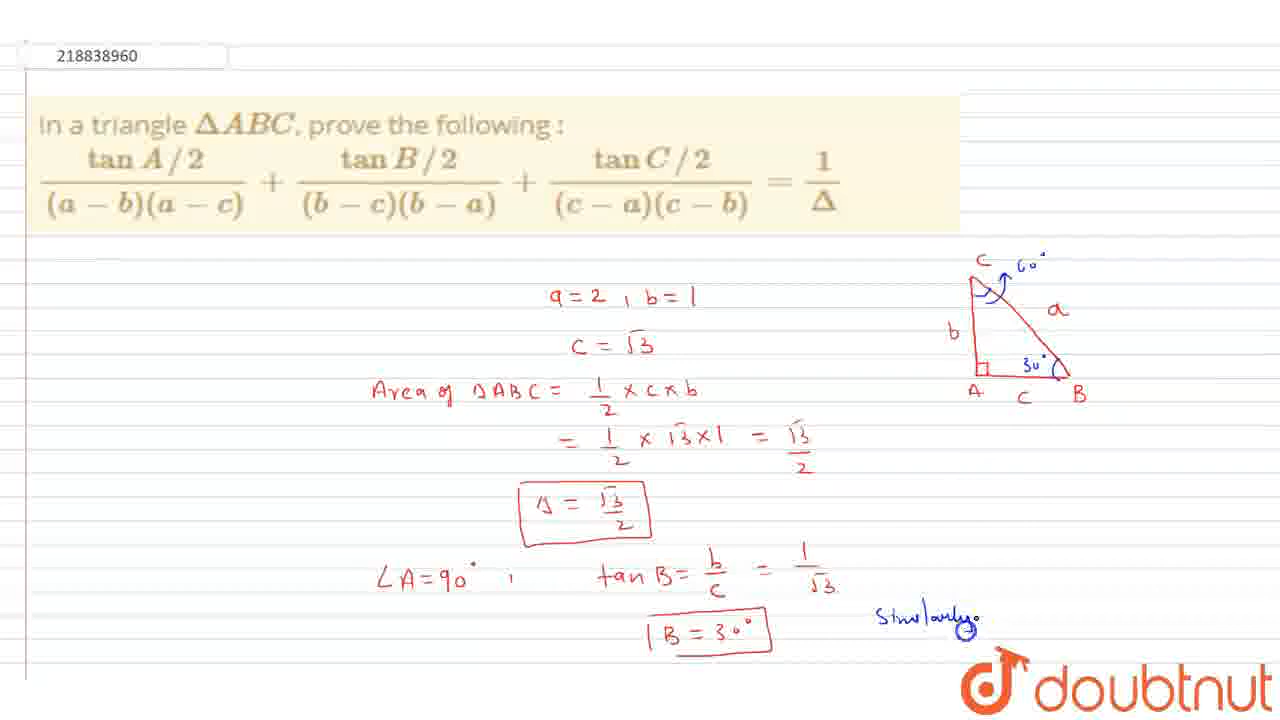 218838960
In a triangle ΔABC, prove the following :
tan A/2 / (a − b)(a − c) + tan B/2 / (b − c)(b − a) + tan C/2 / (c − a)(c − b) = 1/Δ
C 60°
a = 2 , b = 1
a
b
c = √3
30°
A c B
Area of ΔABC = 1/2 × c × b
= 1/2 × √3 × 1 = √3/2
Δ = √3/2
∠A = 90° , tan B = b/c = 1/√3
B = 30°
doubtnut